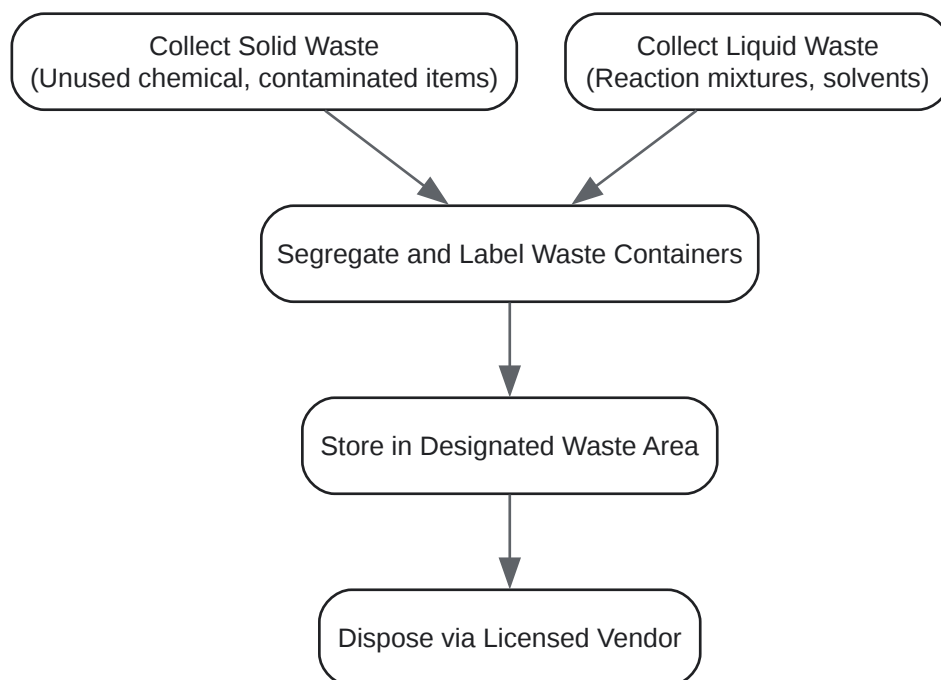 Collect Solid Waste
(Unused chemical, contaminated items)
Collect Liquid Waste
(Reaction mixtures, solvents)
Segregate and Label Waste Containers
Store in Designated Waste Area
Dispose via Licensed Vendor